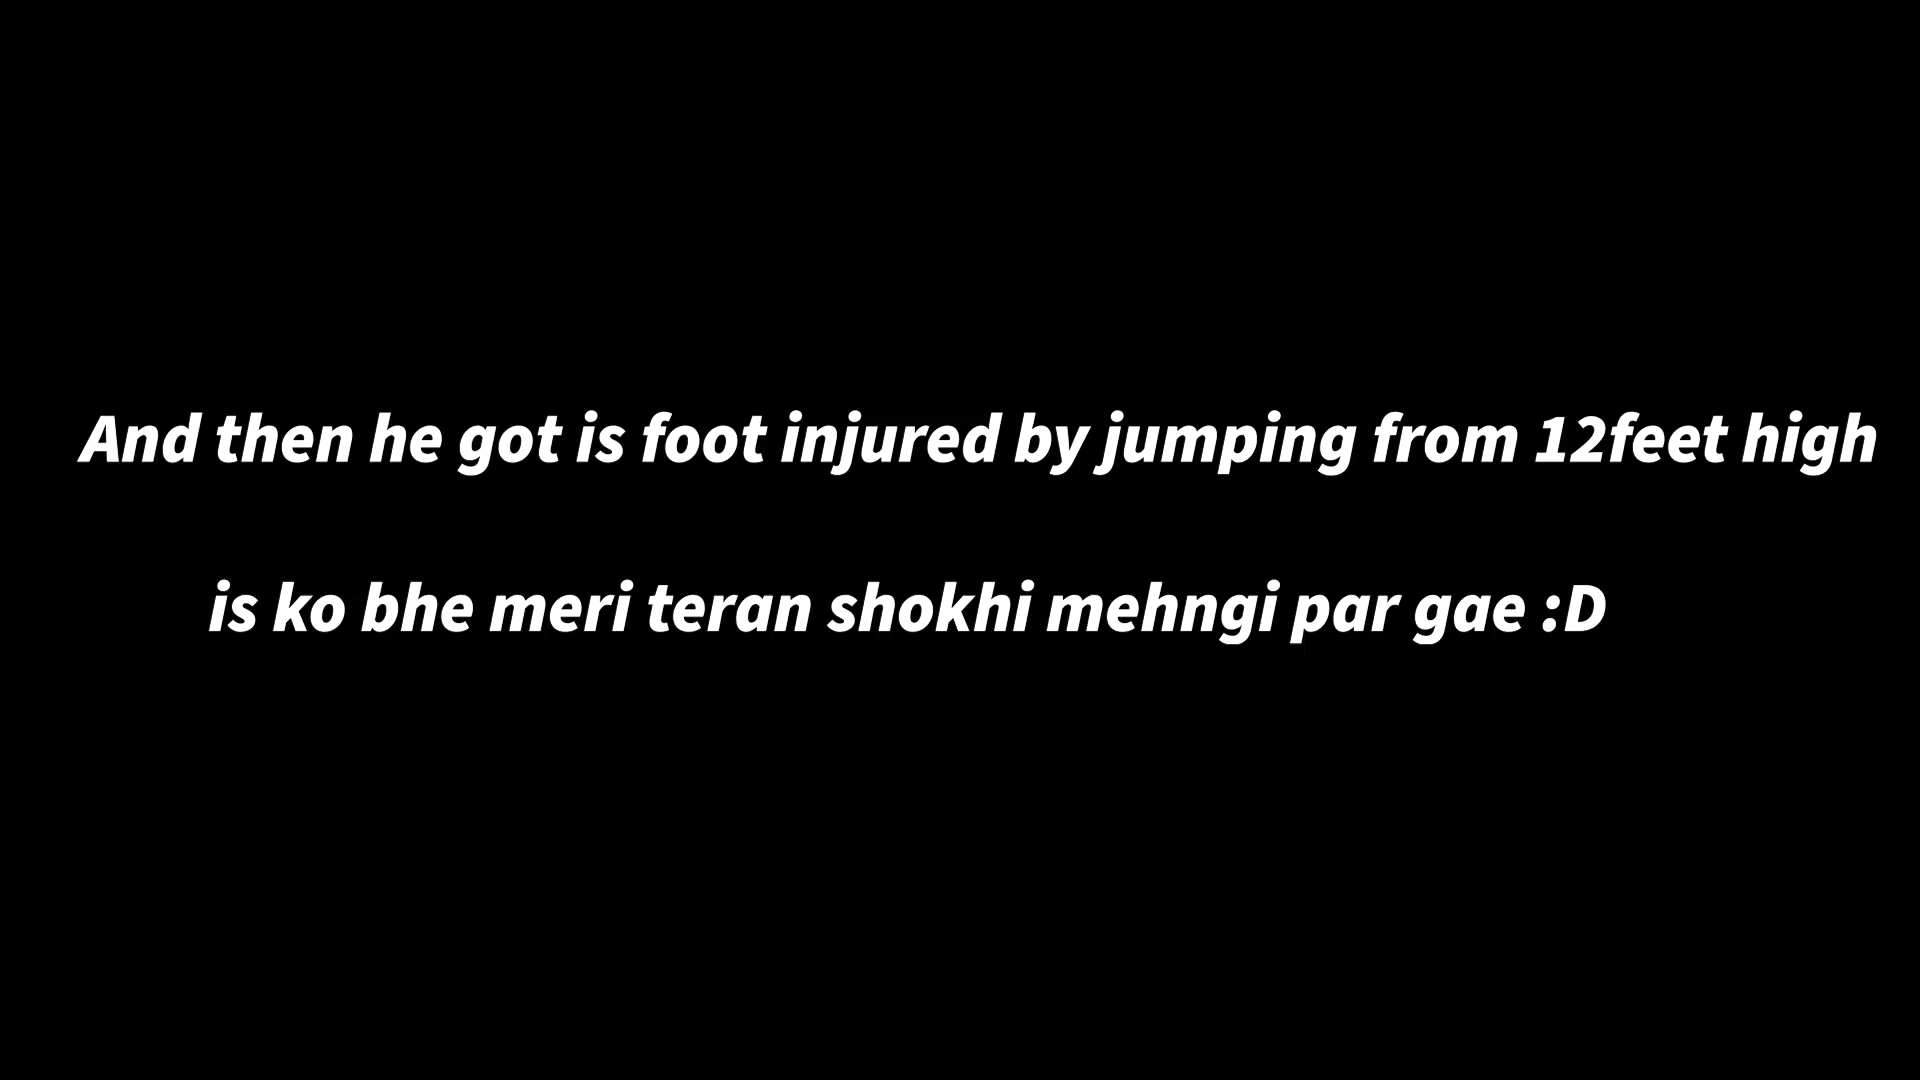 And then he got is foot injured by jumping from 12feet high
is ko bhe meri teran shokhi mehngi par gae :D